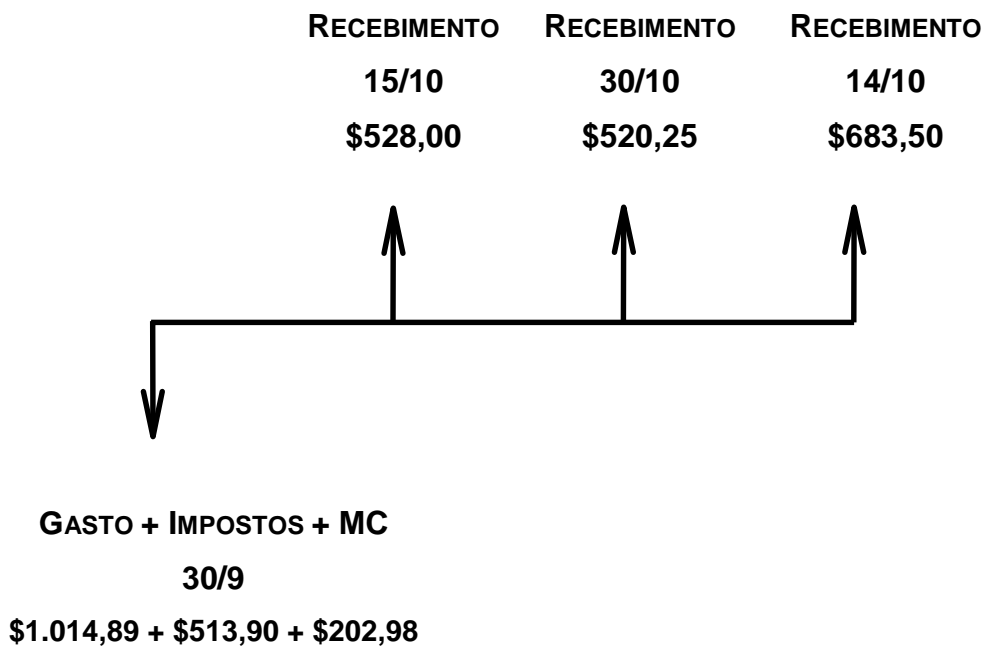 RECEBIMENTO RECEBIMENTO RECEBIMENTO
15/10 30/10 14/10
$528,00 $520,25 $683,50
GASTO + IMPOSTOS + MC
30/9
$1.014,89 + $513,90 + $202,98